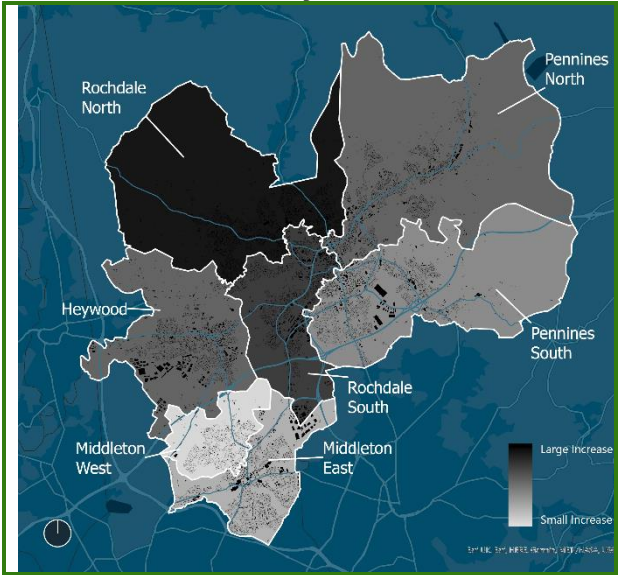 Rochdale
North
Pennines
North
Heywood
Pennines
South
Rochdale
South
Middleton
West
Middleton
East
Large Increase
Small Increase